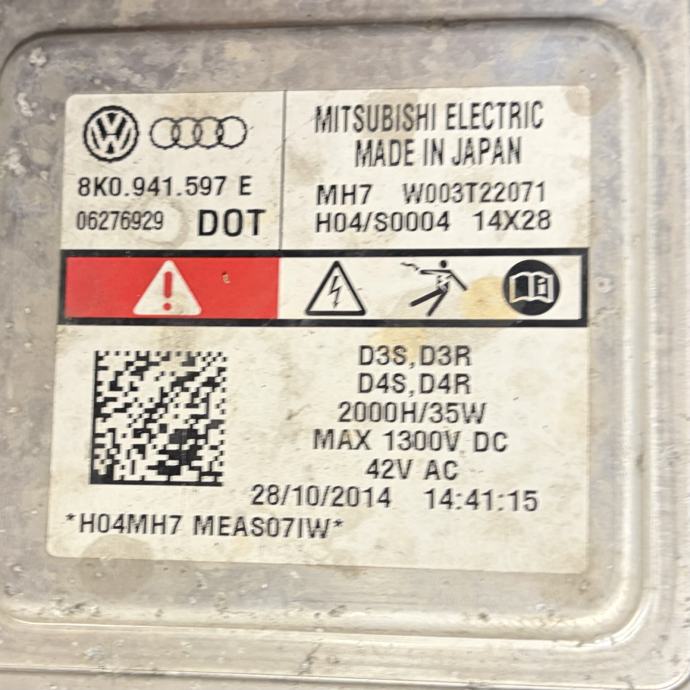 8K0.941.597 E
06276929 DOT
MITSUBISHI ELECTRIC
MADE IN JAPAN
MH7 W003T22071
H04/S0004 14X28
D3S,D3R
D4S,D4R
2000H/35W
MAX 1300V DC
42V AC
28/10/2014 14:41:15
*H04MH7 MEAS07IW*